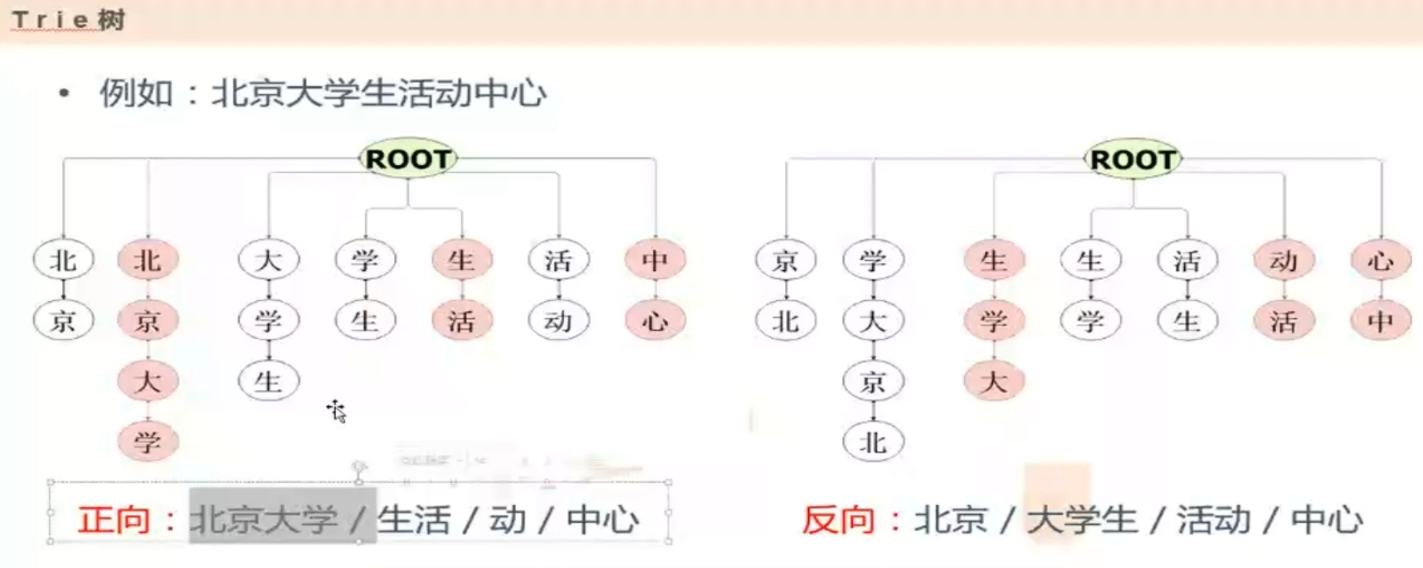 Trie树
• 例如：北京大学生活动中心
ROOT ROOT
北 北 大 学 生 活 中 京 学 生 生 活 动 心
京 京 学 生 活 动 心 北 大 学 学 生 活 中
大 生 京 大
学 北
正向：北京大学 / 生活 / 动 / 中心 反向：北京 / 大学生 / 活动 / 中心